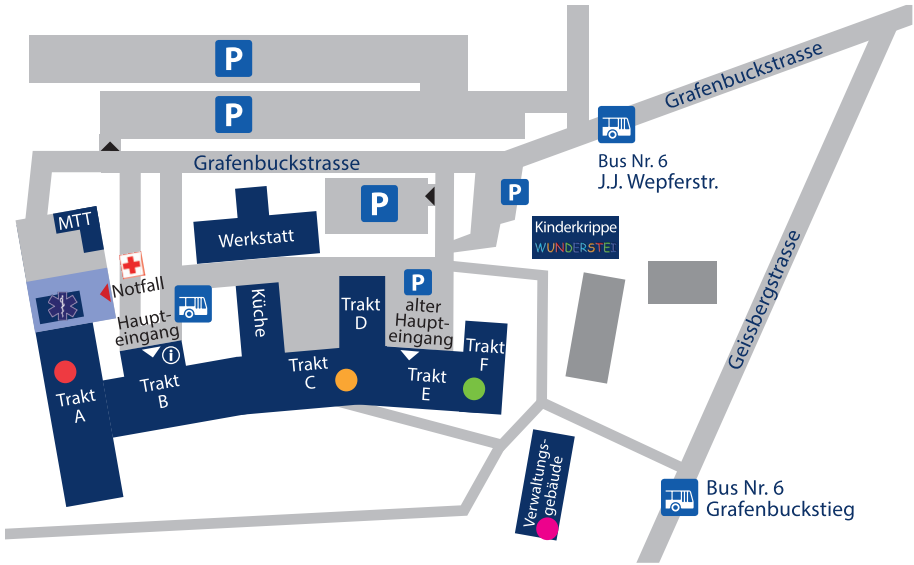 P
P
Grafenbuckstrasse
Bus Nr. 6
J.J. Wepferstr.
Grafenbuckstrasse
P
P
Kinderkrippe
WUNDERSTEI
MTT
Werkstatt
Notfall
Haupt-
eingang
i
Küche
Trakt
D
P
alter
Haupt-
eingang
Trakt
A
Trakt
B
Trakt
C
Trakt
E
Trakt
F
Geissbergstrasse
Verwaltungs-
gebäude
Bus Nr. 6
Grafenbuckstieg